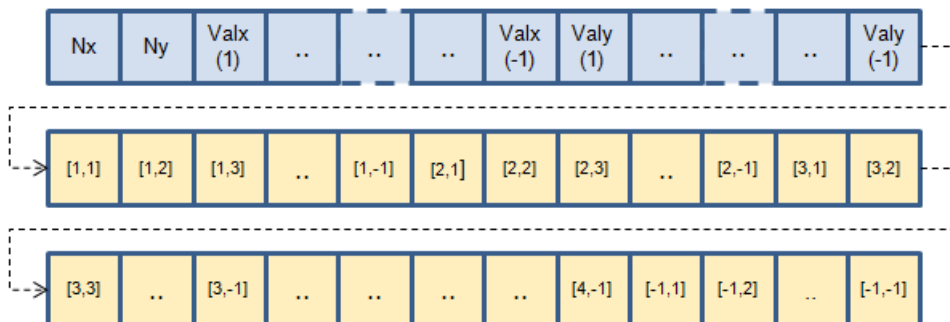 Nx Ny Valx (1) .. .. .. Valx (-1) Valy (1) .. .. .. Valy (-1)
[1,1] [1,2] [1,3] .. [1,-1] [2,1] [2,2] [2,3] .. [2,-1] [3,1] [3,2]
[3,3] .. [3,-1] .. .. .. .. [4,-1] [-1,1] [-1,2] .. [-1,-1]